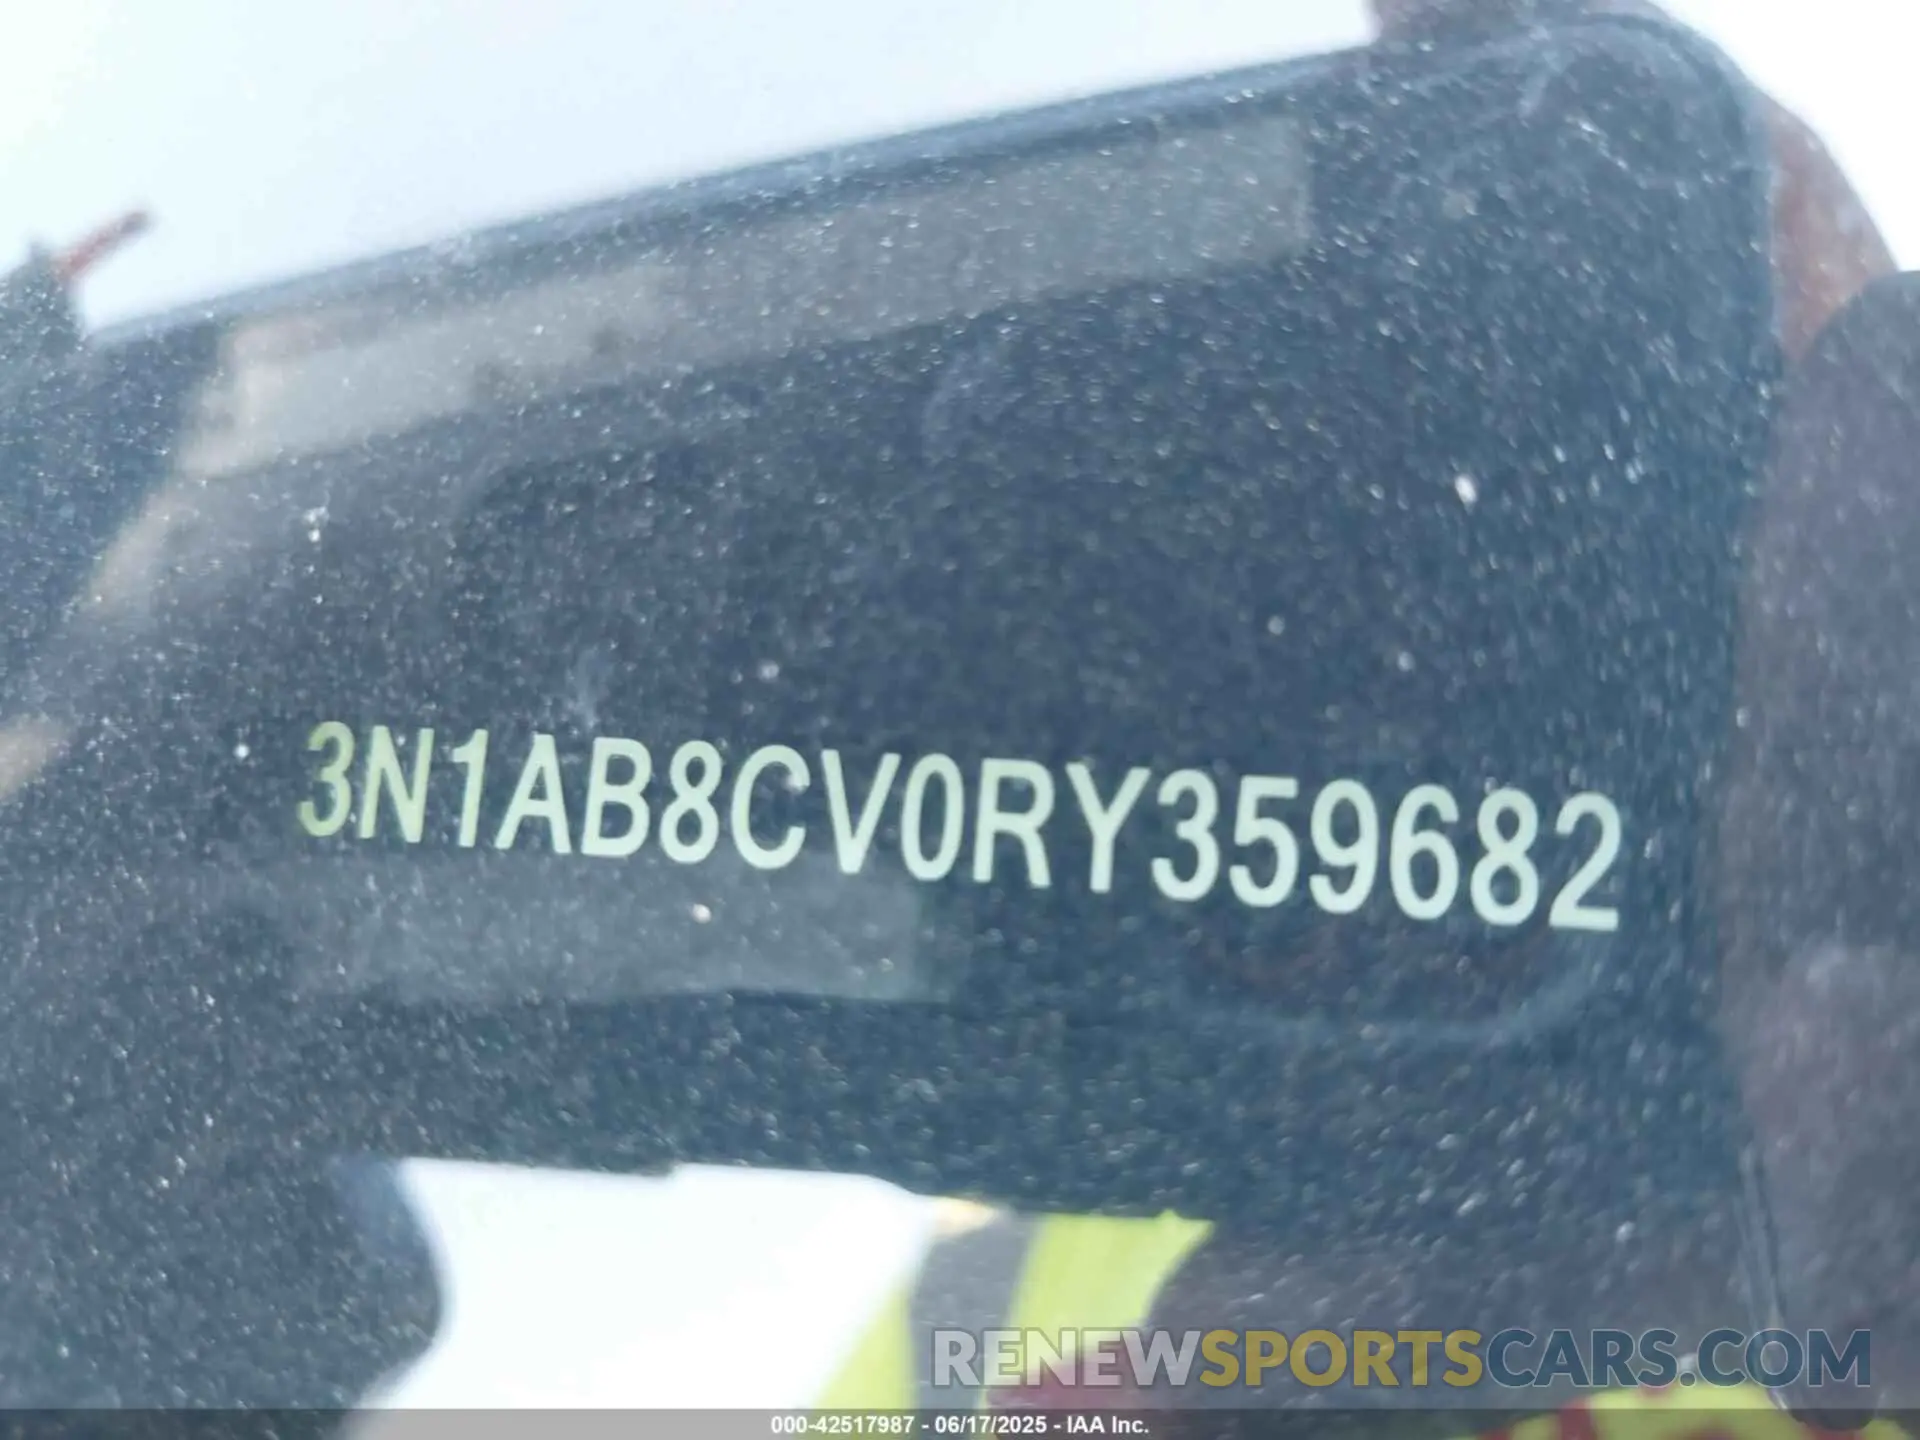 3N1AB8CV0RY359682
RENEWSPORTSCARS.COM
000-42517987 - 06/17/2025 - IAA Inc.